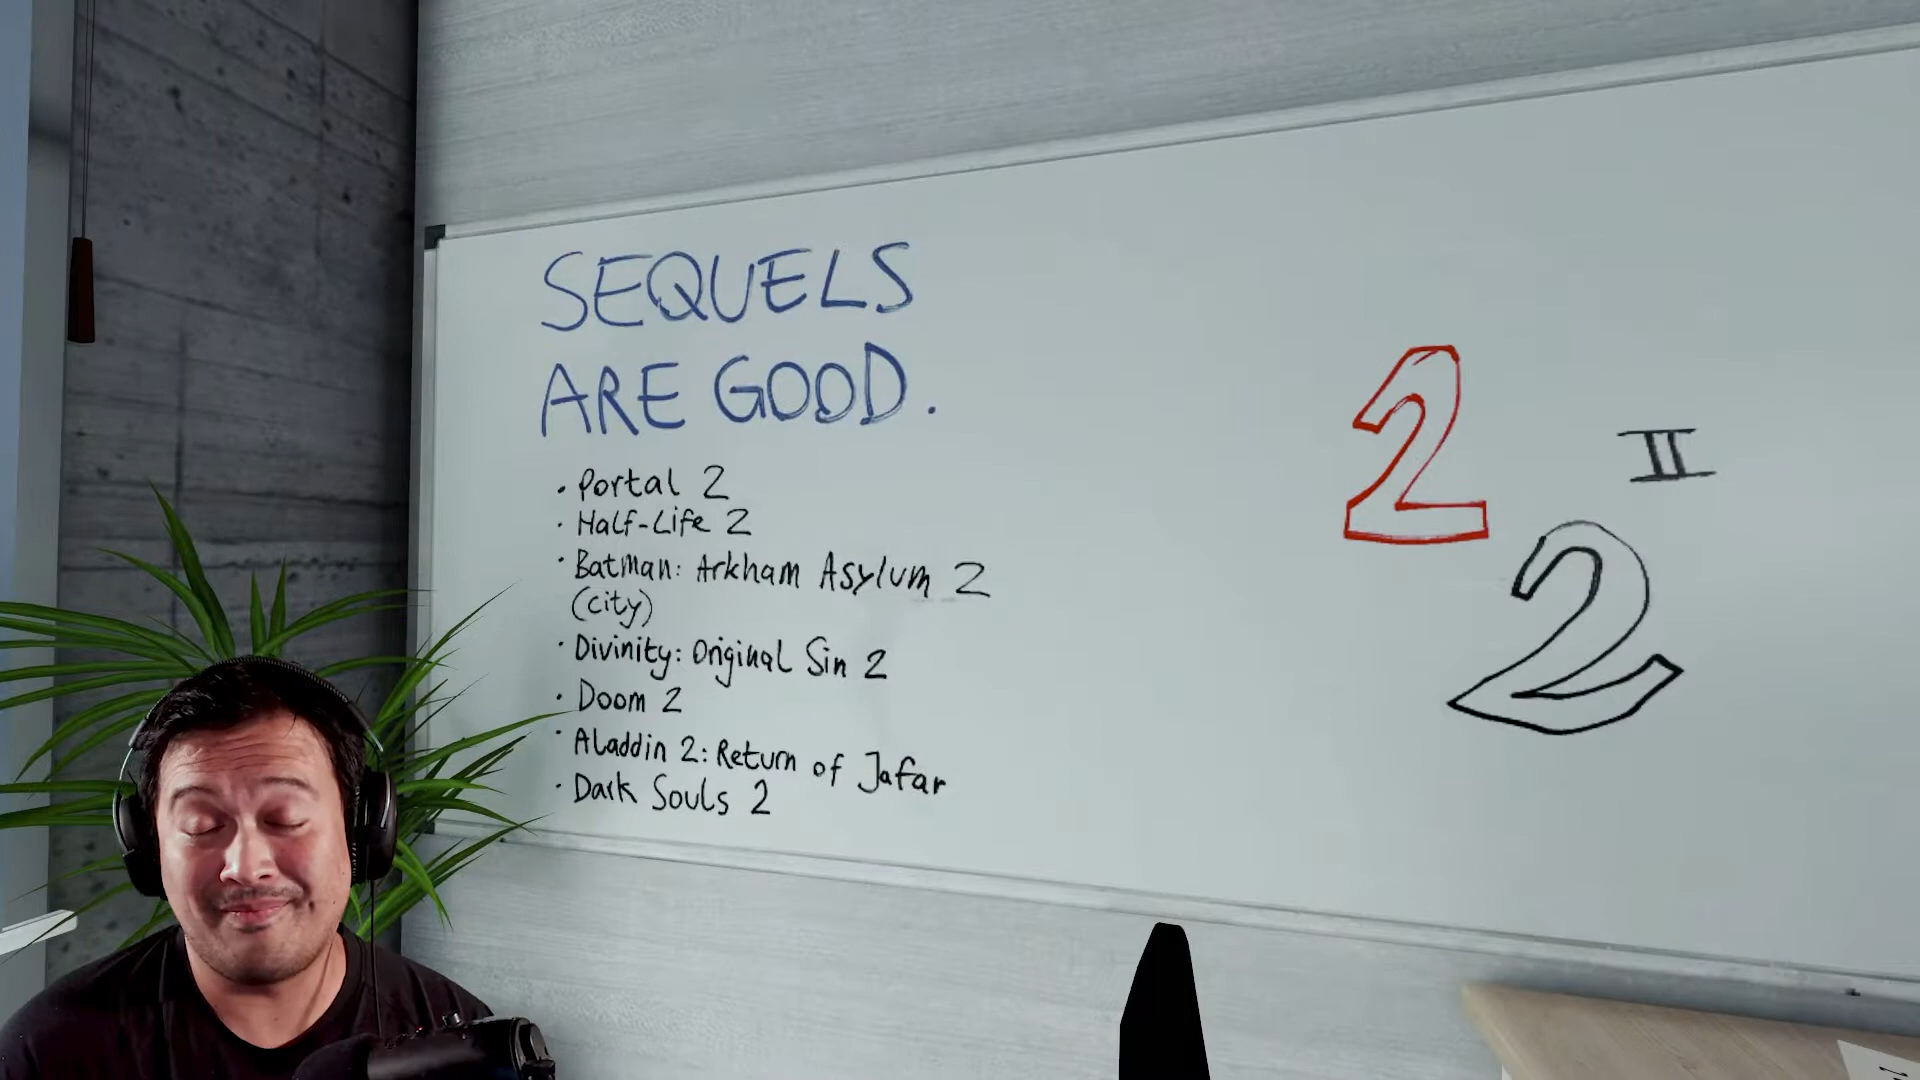 SEQUELS
ARE GOOD.
• Portal 2
• Half-Life 2
• Batman: Arkham Asylum 2
(City)
• Divinity: Original Sin 2
• Doom 2
• Aladdin 2: Return of Jafar
• Dark Souls 2
2
II
2